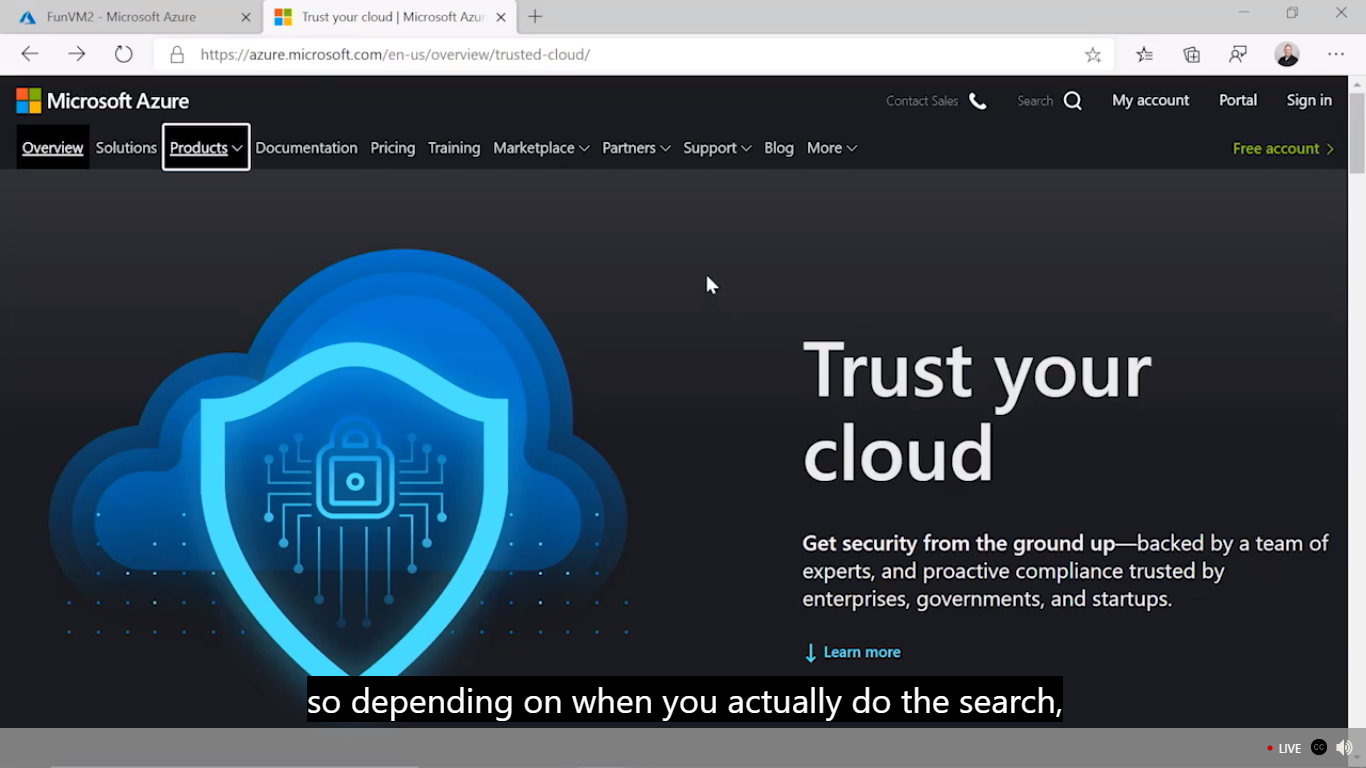 FunVM2 - Microsoft Azure
Trust your cloud | Microsoft Azu
https://azure.microsoft.com/en-us/overview/trusted-cloud/
Microsoft Azure
Contact Sales
Search
My account
Portal
Sign in
Overview Solutions Products Documentation Pricing Training Marketplace Partners Support Blog More
Free account
Trust your
cloud
Get security from the ground up—backed by a team of
experts, and proactive compliance trusted by
enterprises, governments, and startups.
Learn more
so depending on when you actually do the search,
LIVE
CC